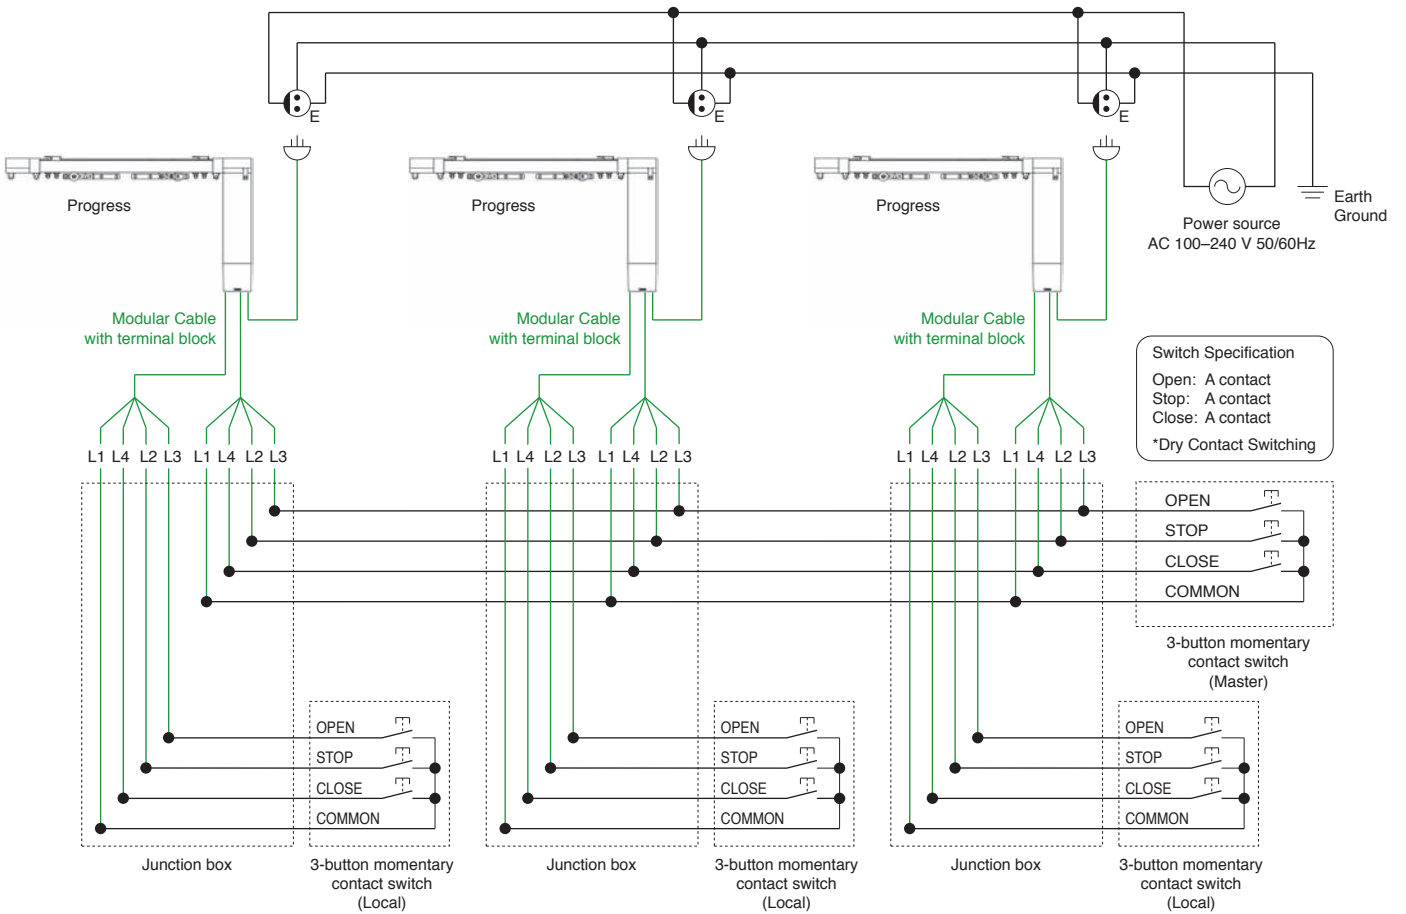 E
E
E
Progress
Progress
Progress
Earth
Ground
Power source
AC 100–240 V 50/60Hz
Modular Cable
with terminal block
Modular Cable
with terminal block
Modular Cable
with terminal block
Switch Specification
Open: A contact
Stop: A contact
Close: A contact
*Dry Contact Switching
L1 L4 L2 L3 L1 L4 L2 L3
L1 L4 L2 L3 L1 L4 L2 L3
L1 L4 L2 L3 L1 L4 L2 L3
OPEN
STOP
CLOSE
COMMON
3-button momentary
contact switch
(Master)
OPEN
STOP
CLOSE
COMMON
OPEN
STOP
CLOSE
COMMON
OPEN
STOP
CLOSE
COMMON
Junction box
3-button momentary
contact switch
(Local)
Junction box
3-button momentary
contact switch
(Local)
Junction box
3-button momentary
contact switch
(Local)